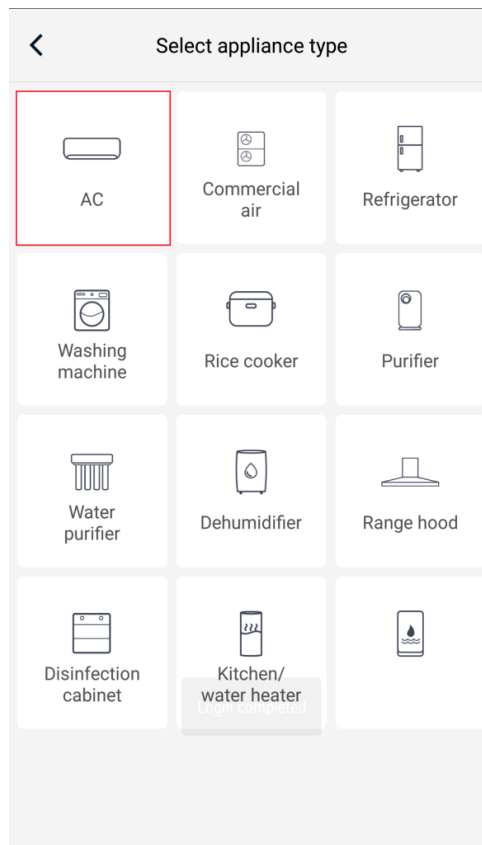 Select appliance type
AC
Commercial
air
Refrigerator
Washing
machine
Rice cooker
Purifier
Water
purifier
Dehumidifier
Range hood
Disinfection
cabinet
Kitchen/
water heater
Login completed